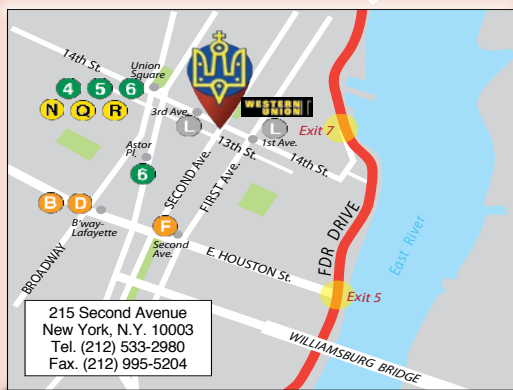 14th St.
Union
Square
4 5 6
N Q R
3rd Ave.
L
WESTERN
UNION
L
1st Ave.
Exit 7
13th St.
14th St.
Astor
Pl.
6
SECOND AVE.
FIRST AVE.
B D
B'way-
Lafayette
F
Second
Ave.
BROADWAY
E. HOUSTON St.
FDR DRIVE
East River
Exit 5
WILLIAMSBURG BRIDGE
215 Second Avenue
New York, N.Y. 10003
Tel. (212) 533-2980
Fax. (212) 995-5204